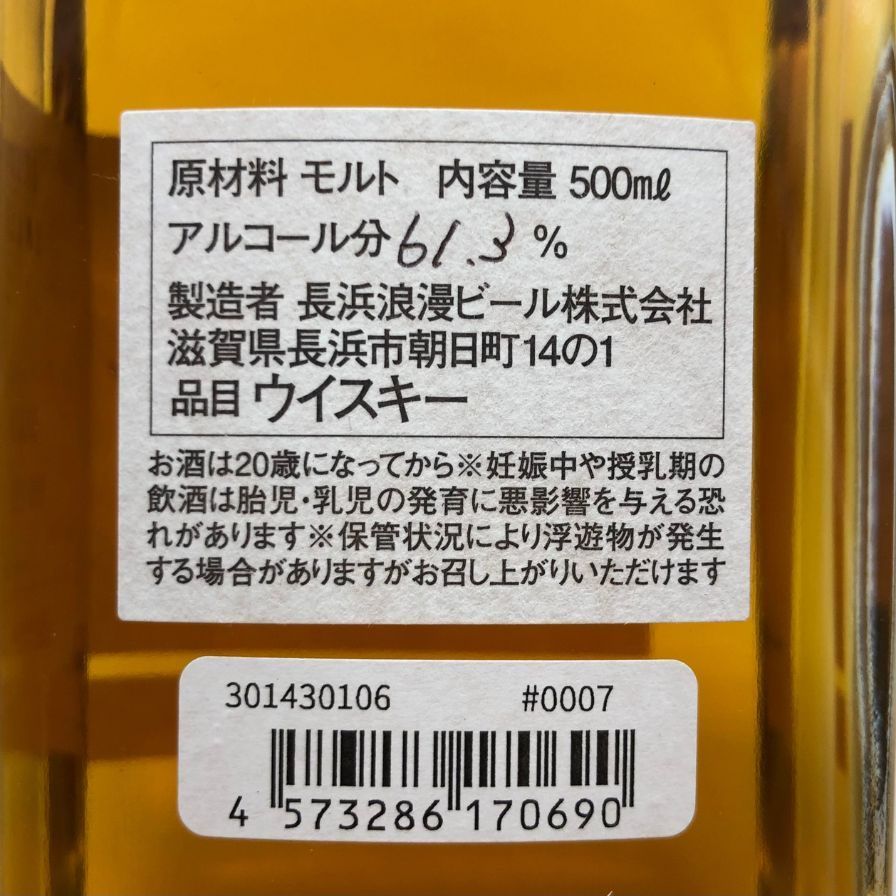 原材料 モルト 内容量 500mℓ
アルコール分 61.3 %
製造者 長浜浪漫ビール株式会社
滋賀県長浜市朝日町14の1
品目 ウイスキー
お酒は20歳になってから※妊娠中や授乳期の
飲酒は胎児・乳児の発育に悪影響を与える恐
れがあります※保管状況により浮遊物が発生
する場合がありますがお召し上がりいただけます
301430106 #0007
4 573286 170690